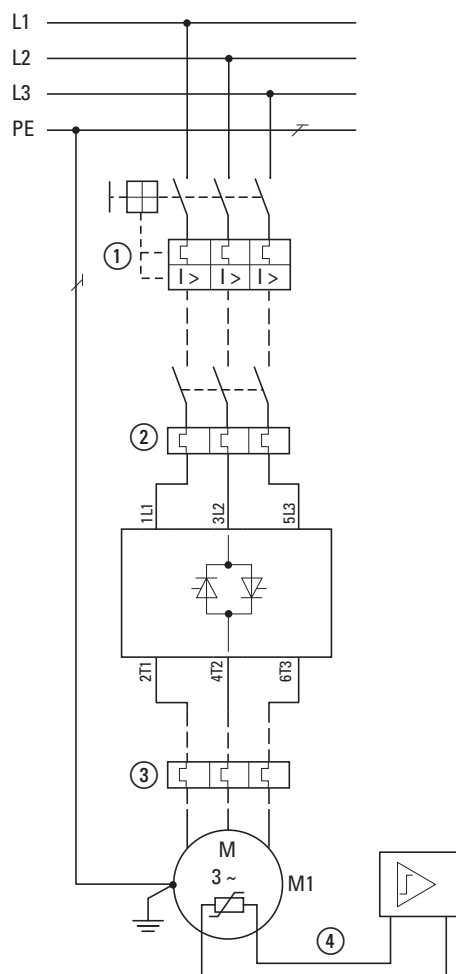 L1
L2
L3
PE
1
I > I > I >
2
1L1 3L2 5L3
2T1 4T2 6T3
3
M
3 ~
M1
4